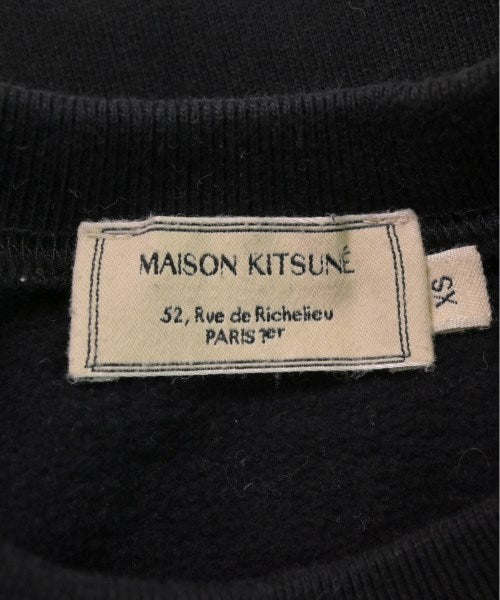 MAISON KITSUNÉ
52, Rue de Richelieu
PARIS 1er
XS